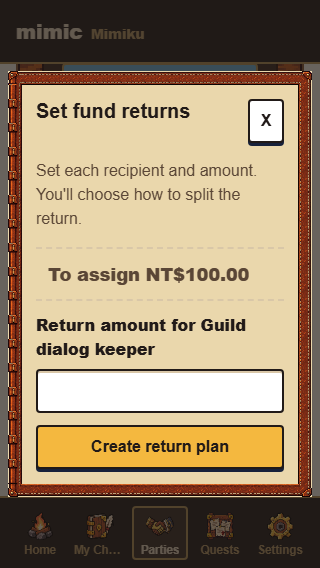 mimic Mimiku
Set fund returns
X
Set each recipient and amount.
You'll choose how to split the
return.
To assign NT$100.00
Return amount for Guild
dialog keeper
Create return plan
Home
My Ch...
Parties
Quests
Settings